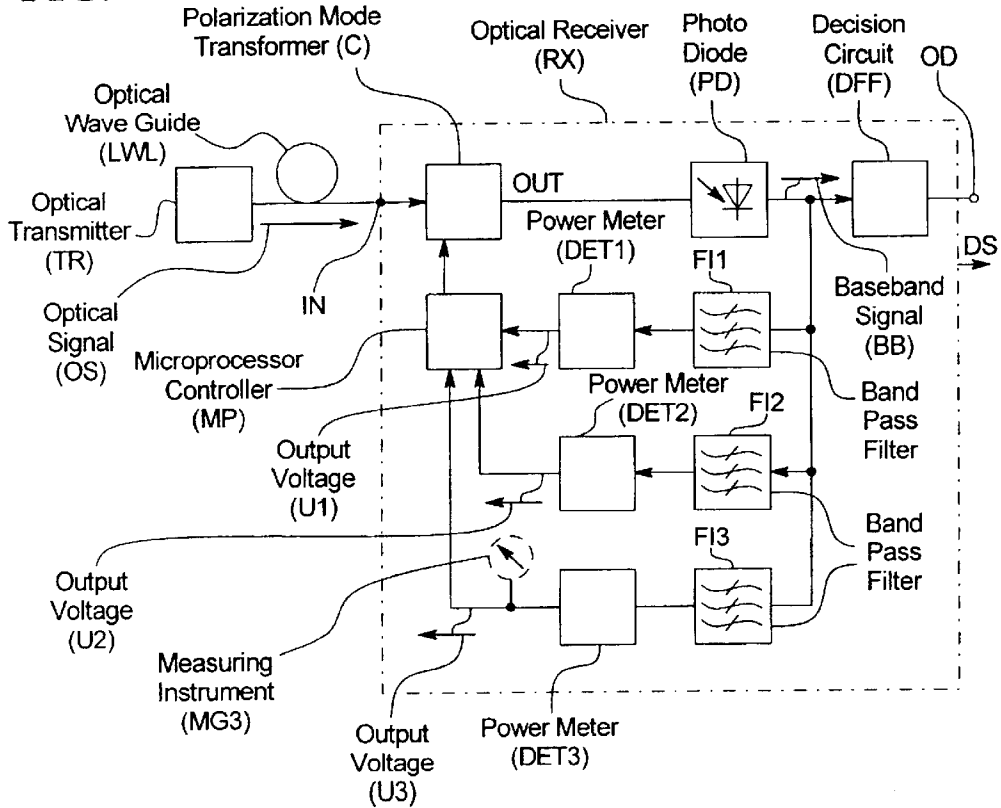 Polarization Mode
Transformer (C)
Optical Receiver
(RX)
Photo
Diode
(PD)
Decision
Circuit
(DFF)
OD
Optical
Wave Guide
(LWL)
OUT
Optical
Transmitter
(TR)
Power Meter
(DET1)
FI1
DS
IN
Optical
Signal
(OS)
Baseband
Signal
(BB)
Microprocessor
Controller
(MP)
Power Meter
(DET2)
FI2
Band
Pass
Filter
Output
Voltage
(U1)
Band
Pass
Filter
FI3
Output
Voltage
(U2)
Measuring
Instrument
(MG3)
Output
Voltage
(U3)
Power Meter
(DET3)